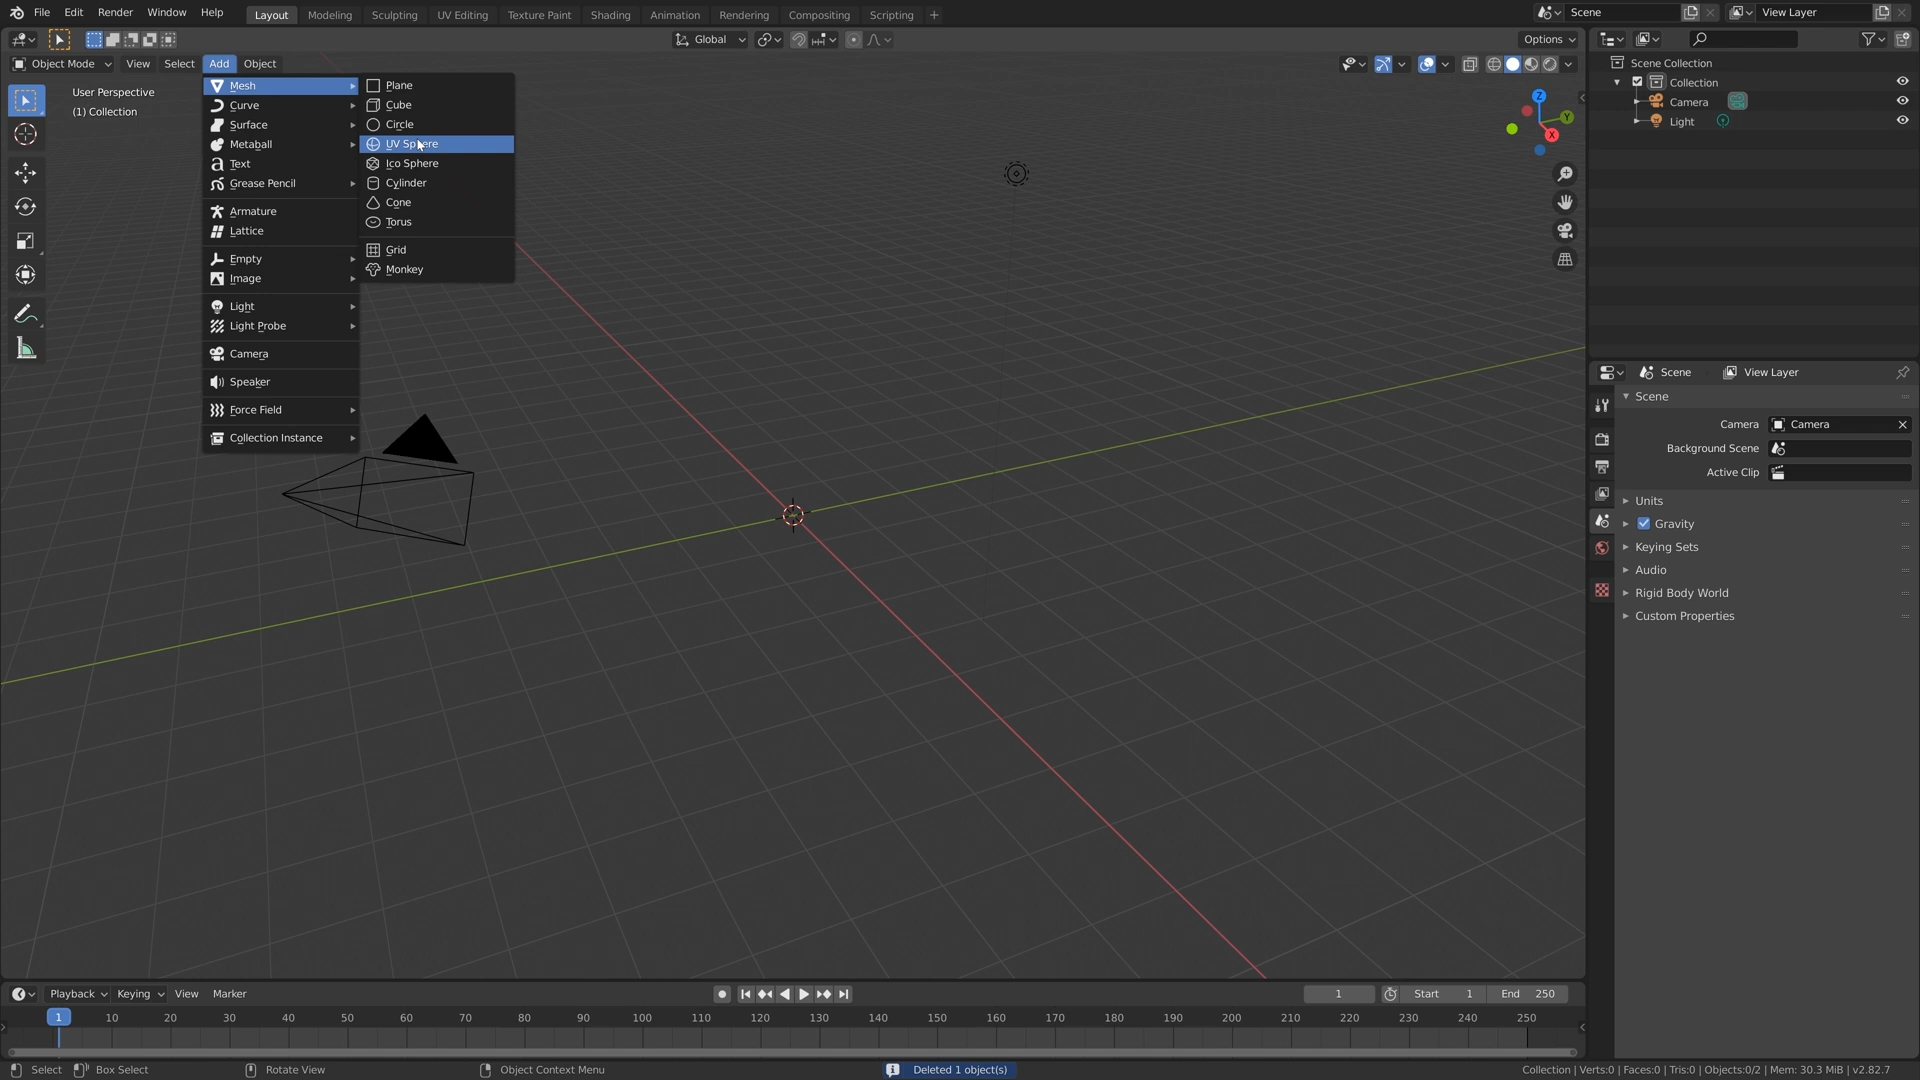 File Edit Render Window Help Layout Modeling Sculpting UV Editing Texture Paint Shading Animation Rendering Compositing Scripting + Scene View Layer
Global Options
Object Mode View Select Add Object
User Perspective
(1) Collection
Mesh
Curve
Surface
Metaball
Text
Grease Pencil
Armature
Lattice
Empty
Image
Light
Light Probe
Camera
Speaker
Force Field
Collection Instance
Plane
Cube
Circle
UV Sphere
Ico Sphere
Cylinder
Cone
Torus
Grid
Monkey
Z
Y
X
Scene Collection
Collection
Camera
Light
Scene View Layer
Scene
Camera Camera
Background Scene
Active Clip
Units
Gravity
Keying Sets
Audio
Rigid Body World
Custom Properties
Playback Keying View Marker 1 Start 1 End 250
1 10 20 30 40 50 60 70 80 90 100 110 120 130 140 150 160 170 180 190 200 210 220 230 240 250
Select Box Select Rotate View Object Context Menu Deleted 1 object(s) Collection | Verts:0 | Faces:0 | Tris:0 | Objects:0/2 | Mem: 30.3 MiB | v2.82.7